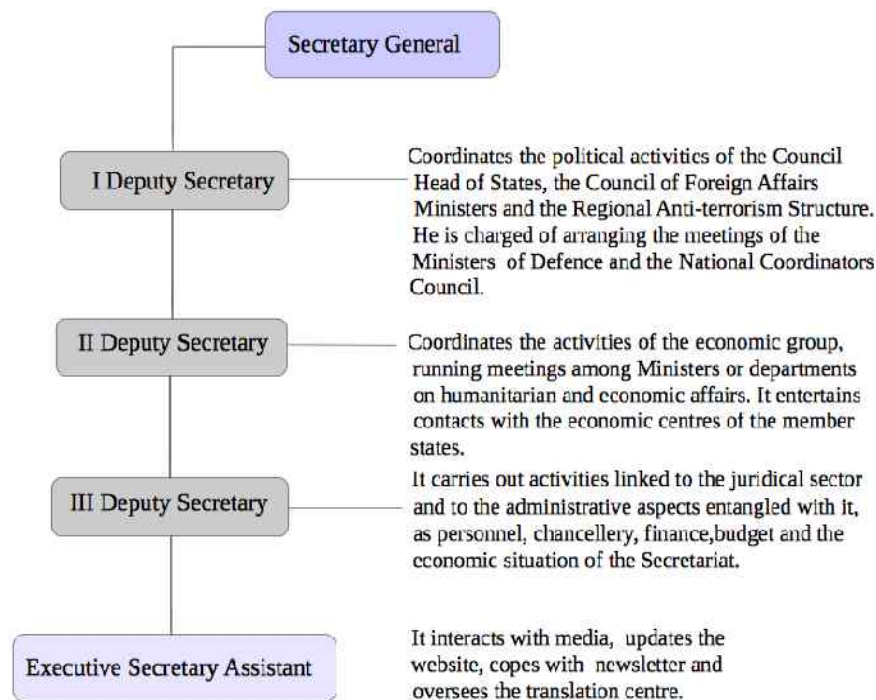 Secretary General
I Deputy Secretary
Coordinates the political activities of the Council
Head of States, the Council of Foreign Affairs
Ministers and the Regional Anti-terrorism Structure.
He is charged of arranging the meetings of the
Ministers of Defence and the National Coordinators
Council.
II Deputy Secretary
Coordinates the activities of the economic group,
running meetings among Ministers or departments
on humanitarian and economic affairs. It entertains
contacts with the economic centres of the member
states.
III Deputy Secretary
It carries out activities linked to the juridical sector
and to the administrative aspects entangled with it,
as personnel, chancellery, finance,budget and the
economic situation of the Secretariat.
Executive Secretary Assistant
It interacts with media, updates the
website, copes with newsletter and
oversees the translation centre.